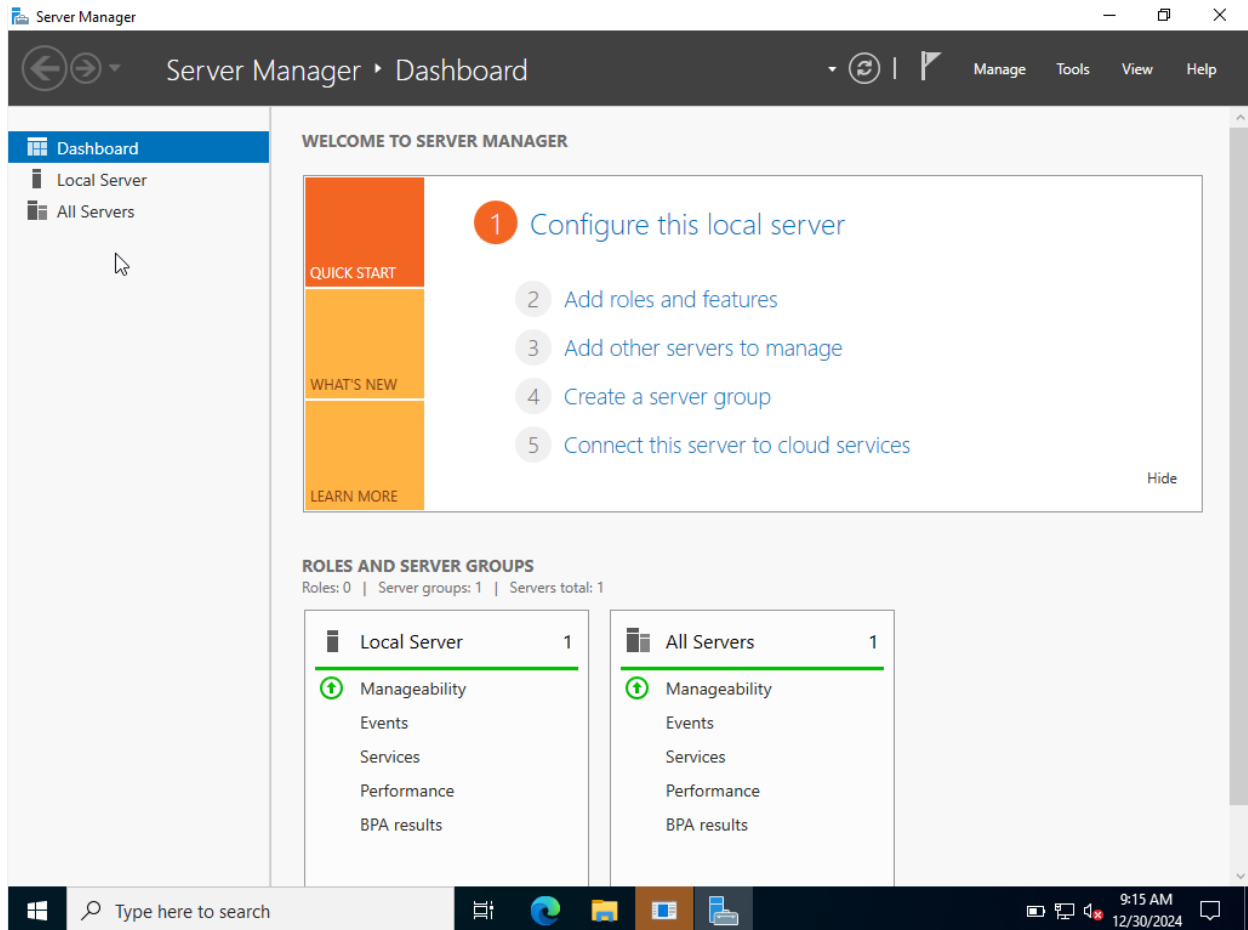 Server Manager
Server Manager ‣ Dashboard
Manage Tools View Help
Dashboard
Local Server
All Servers
WELCOME TO SERVER MANAGER
QUICK START
WHAT'S NEW
LEARN MORE
1 Configure this local server
2 Add roles and features
3 Add other servers to manage
4 Create a server group
5 Connect this server to cloud services
Hide
ROLES AND SERVER GROUPS
Roles: 0 | Server groups: 1 | Servers total: 1
Local Server 1
Manageability
Events
Services
Performance
BPA results
All Servers 1
Manageability
Events
Services
Performance
BPA results
Type here to search
9:15 AM
12/30/2024